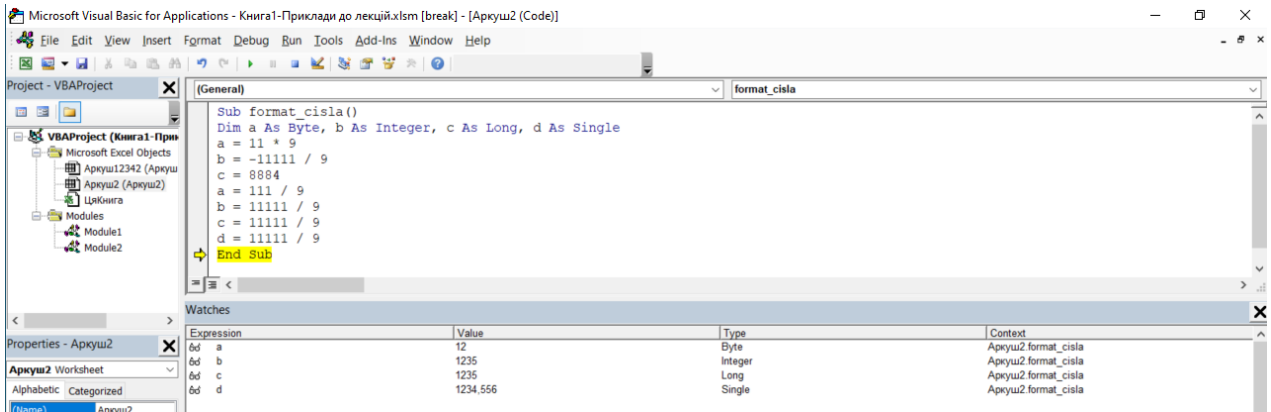 Microsoft Visual Basic for Applications - Книга1-Приклади до лекцій.xlsm [break] - [Аркуш2 (Code)]
File Edit View Insert Format Debug Run Tools Add-Ins Window Help
Project - VBAProject
VBAProject (Книга1-При
Microsoft Excel Objects
Аркуш12342 (Аркуш
Аркуш2 (Аркуш2)
ЦяКнига
Modules
Module1
Module2
(General) format_cisla
Sub format_cisla()
Dim a As Byte, b As Integer, c As Long, d As Single
a = 11 * 9
b = -11111 / 9
c = 8884
a = 111 / 9
b = 11111 / 9
c = 11111 / 9
d = 11111 / 9
End Sub
Watches
Expression Value Type Context
a 12 Byte Аркуш2.format_cisla
b 1235 Integer Аркуш2.format_cisla
c 1235 Long Аркуш2.format_cisla
d 1234,556 Single Аркуш2.format_cisla
Properties - Аркуш2
Аркуш2 Worksheet
Alphabetic Categorized
(Name) Аркуш2